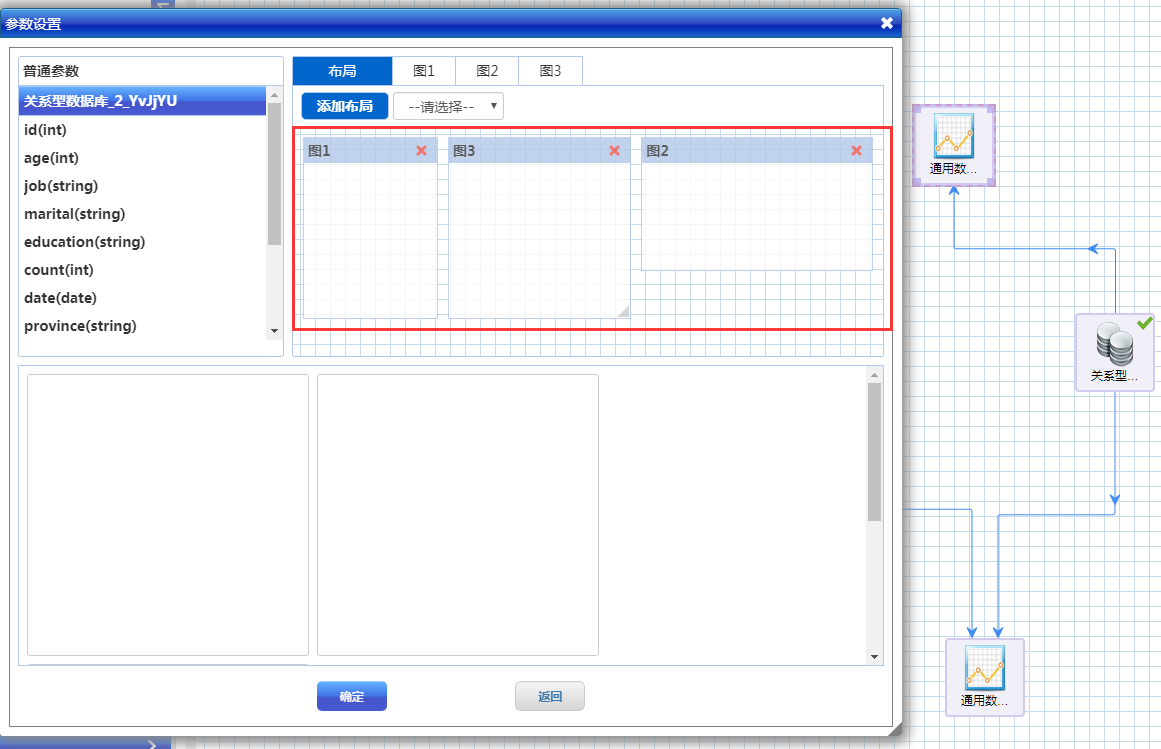 参数设置
普通参数
关系型数据库_2_YvJjYU
id(int)
age(int)
job(string)
marital(string)
education(string)
count(int)
date(date)
province(string)
布局 图1 图2 图3
添加布局 --请选择--
图1 图3 图2
确定 返回
通用数...
关系型...
通用数...